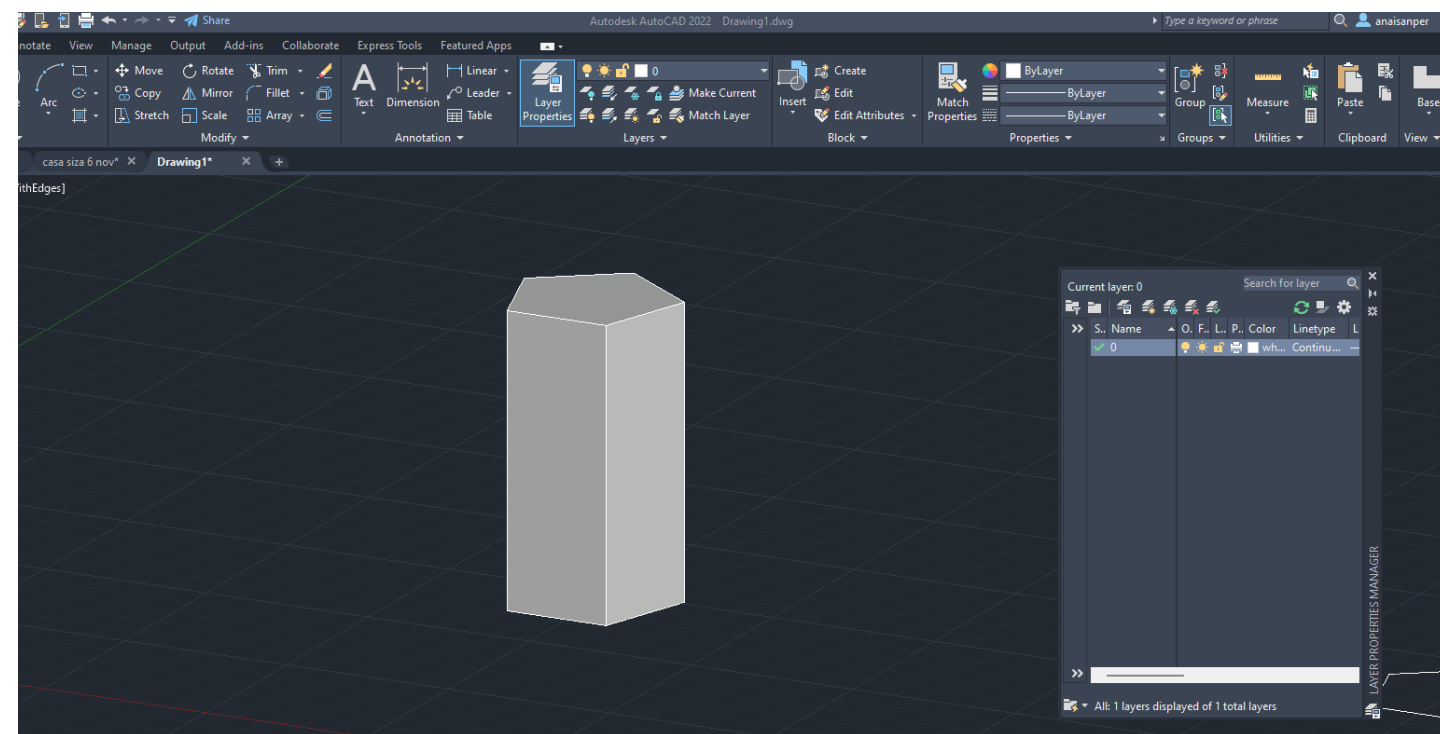 Share Autodesk AutoCAD 2022 Drawing1.dwg Type a keyword or phrase anaisanper
notate View Manage Output Add-ins Collaborate Express Tools Featured Apps
Move Rotate Trim Linear 0 Create ByLayer
Arc Copy Mirror Fillet Text Dimension Leader Layer Properties Make Current Insert Edit Match Properties ByLayer Group Measure Paste Base
Stretch Scale Array Table Match Layer Edit Attributes ByLayer
Modify Annotation Layers Block Properties Groups Utilities Clipboard View
casa siza 6 nov* Drawing1*
ithEdges]
Current layer: 0 Search for layer
S.. Name O. F.. L.. P.. Color Linetype L
0 wh... Continu...
All: 1 layers displayed of 1 total layers
LAYER PROPERTIES MANAGER